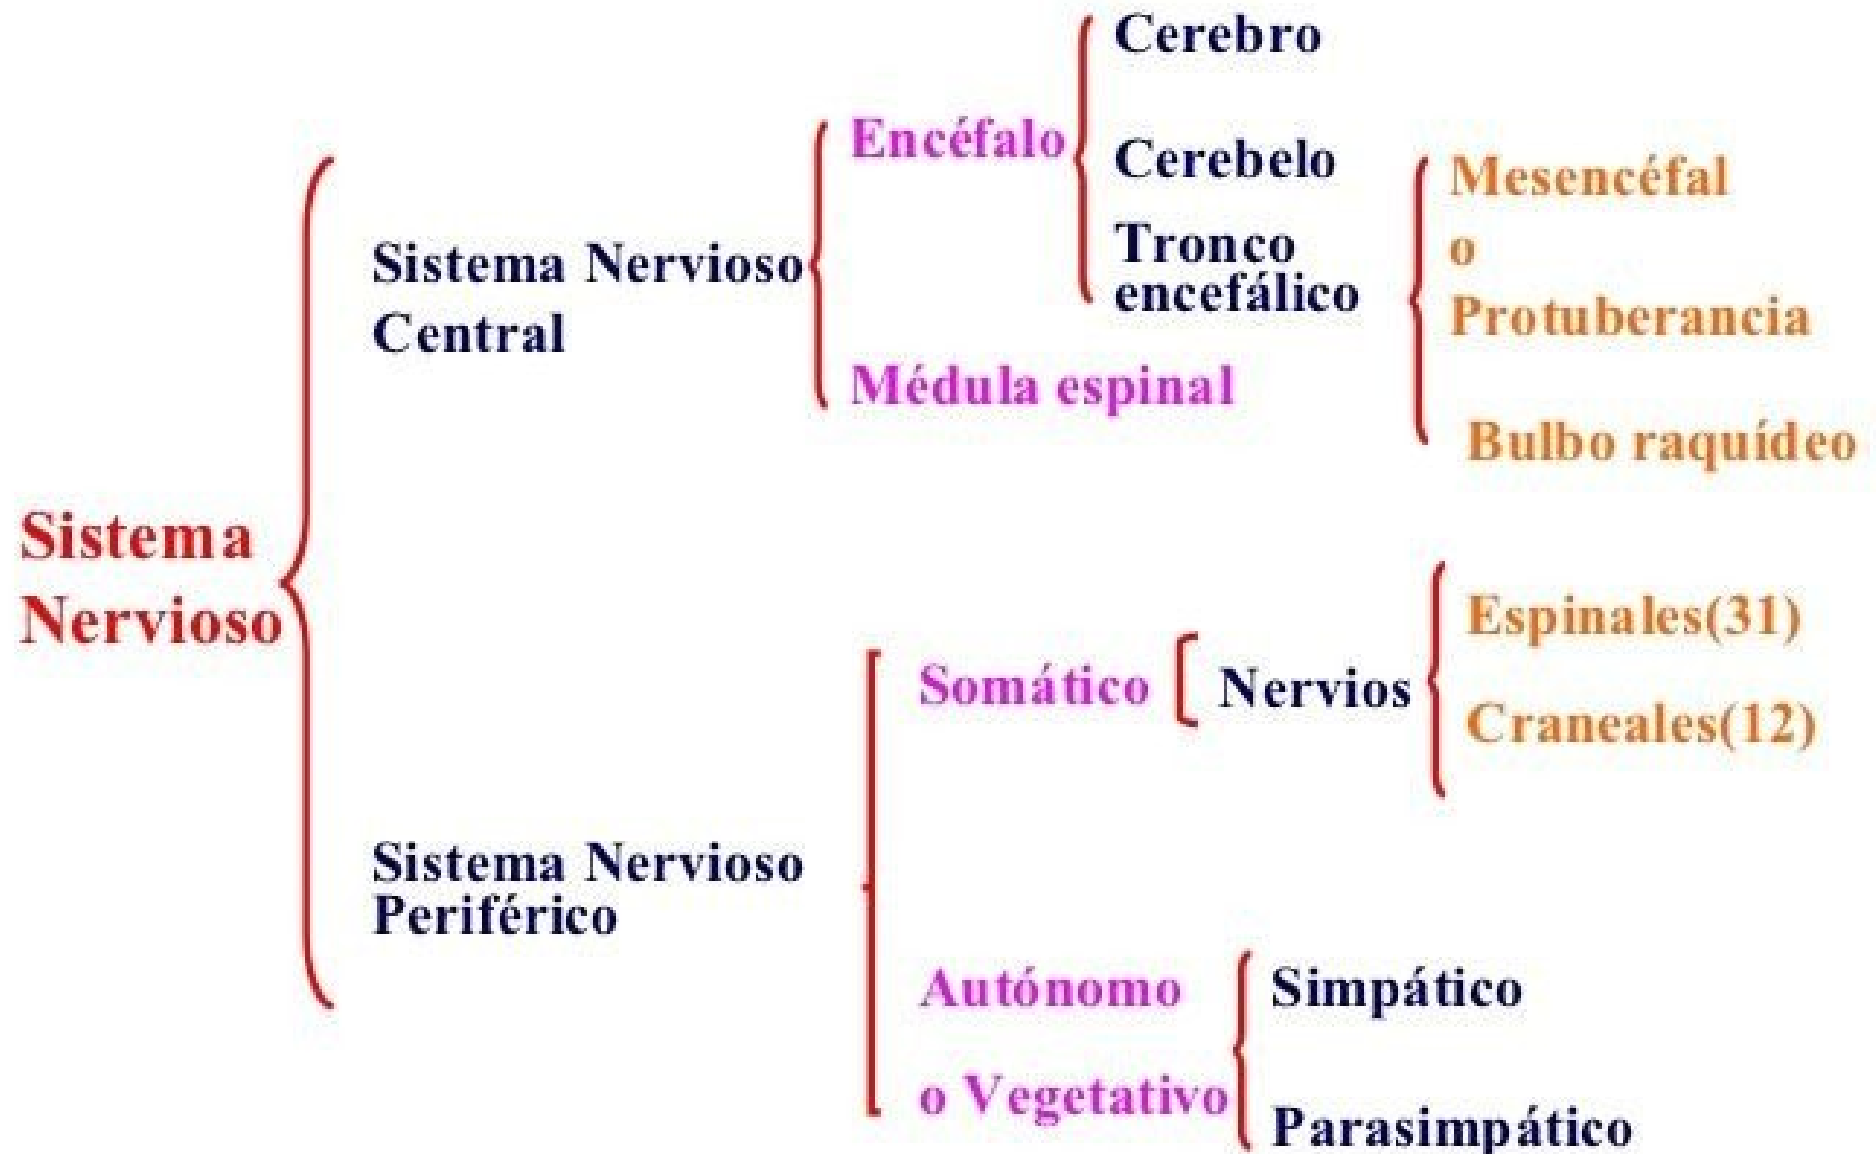 Sistema
Nervioso
Sistema Nervioso
Central
Encéfalo
Cerebro
Cerebelo
Tronco
encefálico
Mesencéfal
o
Protuberancia
Bulbo raquídeo
Médula espinal
Sistema Nervioso
Periférico
Somático
Nervios
Espinales(31)
Craneales(12)
Autónomo
o Vegetativo
Simpático
Parasimpático